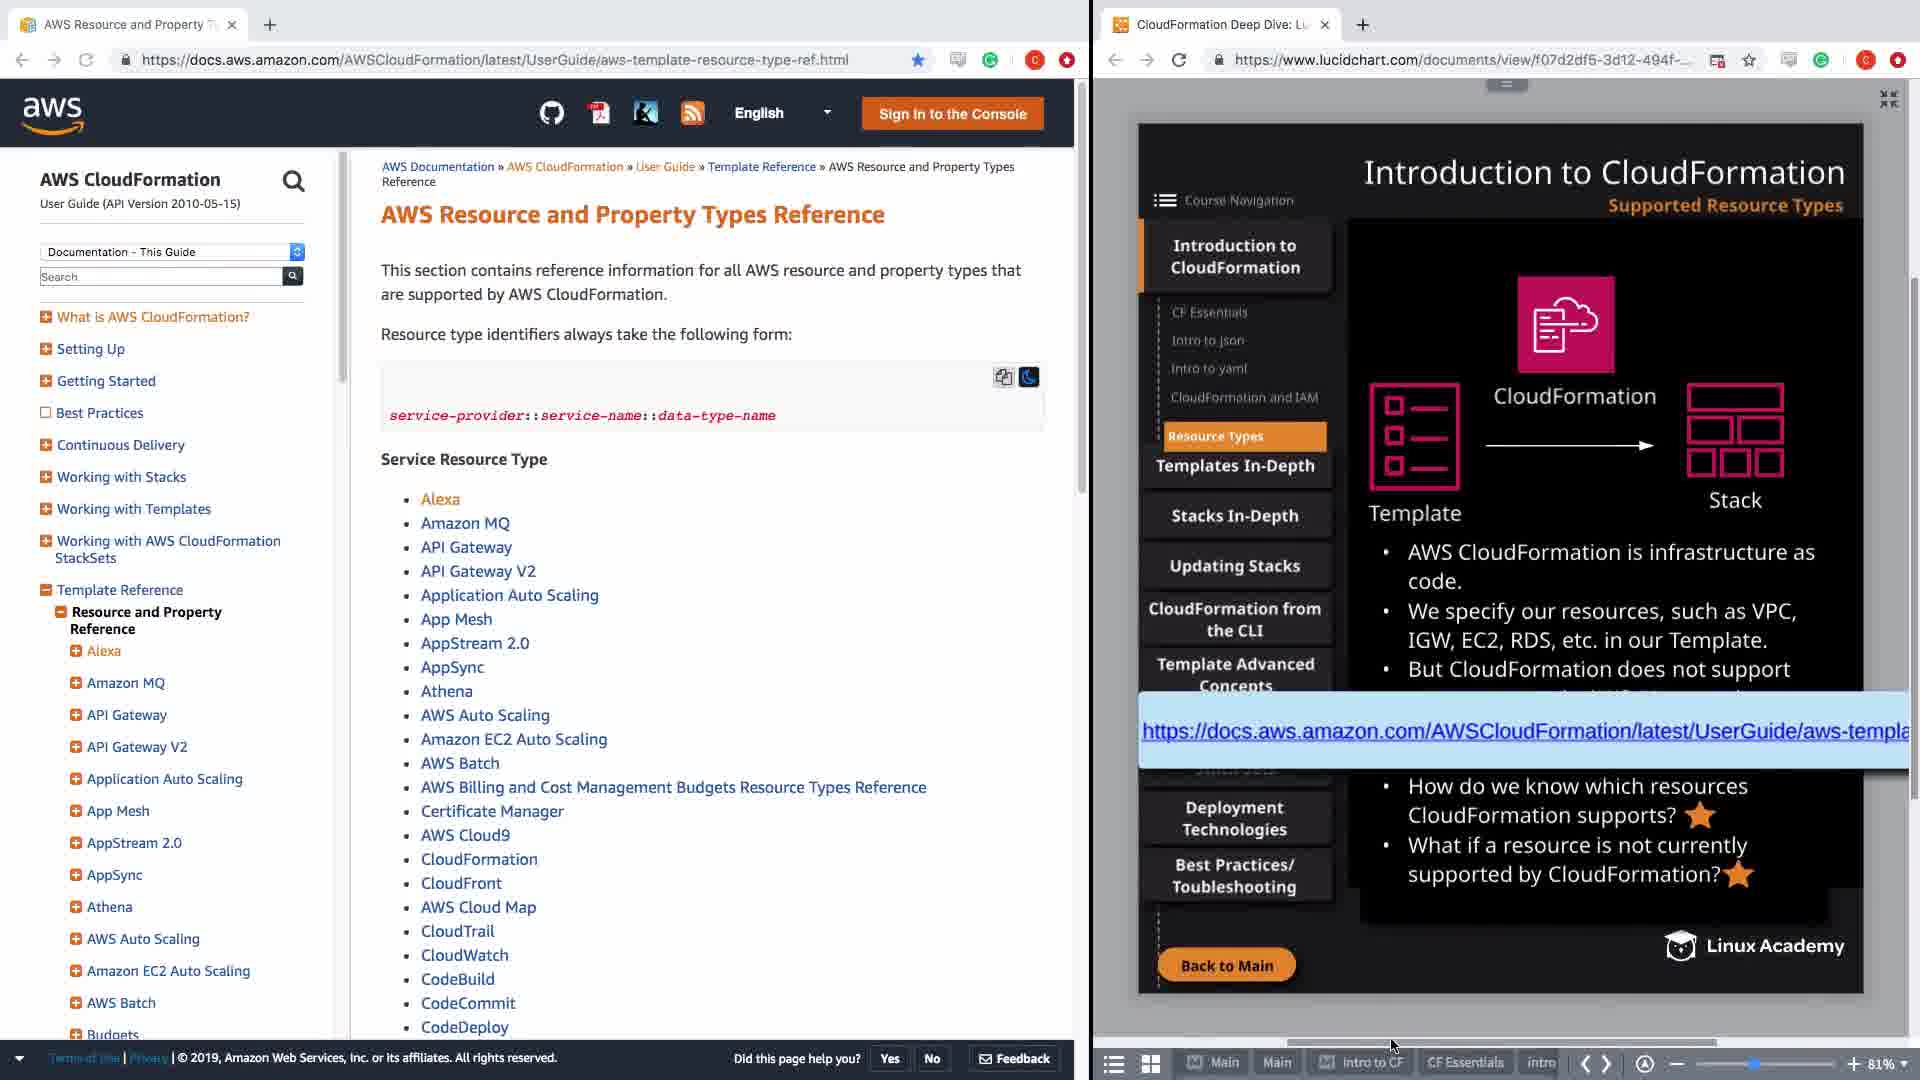 AWS Resource and Property T
https://docs.aws.amazon.com/AWSCloudFormation/latest/UserGuide/aws-template-resource-type-ref.html
aws
English
Sign In to the Console
AWS CloudFormation
User Guide (API Version 2010-05-15)
Documentation - This Guide
Search
What is AWS CloudFormation?
Setting Up
Getting Started
Best Practices
Continuous Delivery
Working with Stacks
Working with Templates
Working with AWS CloudFormation
StackSets
Template Reference
Resource and Property
Reference
Alexa
Amazon MQ
API Gateway
API Gateway V2
Application Auto Scaling
App Mesh
AppStream 2.0
AppSync
Athena
AWS Auto Scaling
Amazon EC2 Auto Scaling
AWS Batch
Budgets
AWS Documentation » AWS CloudFormation » User Guide » Template Reference » AWS Resource and Property Types
Reference
AWS Resource and Property Types Reference
This section contains reference information for all AWS resource and property types that
are supported by AWS CloudFormation.
Resource type identifiers always take the following form:
service-provider::service-name::data-type-name
Service Resource Type
• Alexa
• Amazon MQ
• API Gateway
• API Gateway V2
• Application Auto Scaling
• App Mesh
• AppStream 2.0
• AppSync
• Athena
• AWS Auto Scaling
• Amazon EC2 Auto Scaling
• AWS Batch
• AWS Billing and Cost Management Budgets Resource Types Reference
• Certificate Manager
• AWS Cloud9
• CloudFormation
• CloudFront
• AWS Cloud Map
• CloudTrail
• CloudWatch
• CodeBuild
• CodeCommit
• CodeDeploy
Terms of Use | Privacy | © 2019, Amazon Web Services, Inc. or its affiliates. All rights reserved.
Did this page help you? Yes No Feedback
CloudFormation Deep Dive: Lu
https://www.lucidchart.com/documents/view/f07d2df5-3d12-494f-...
Introduction to CloudFormation
Supported Resource Types
Course Navigation
Introduction to
CloudFormation
CF Essentials
Intro to json
Intro to yaml
CloudFormation and IAM
Resource Types
Templates In-Depth
Stacks In-Depth
Updating Stacks
CloudFormation from
the CLI
Template Advanced
Concepts
Deployment
Technologies
Best Practices/
Toubleshooting
Back to Main
CloudFormation
Template
Stack
• AWS CloudFormation is infrastructure as
code.
• We specify our resources, such as VPC,
IGW, EC2, RDS, etc. in our Template.
• But CloudFormation does not support
https://docs.aws.amazon.com/AWSCloudFormation/latest/UserGuide/aws-templa
• How do we know which resources
CloudFormation supports?
• What if a resource is not currently
supported by CloudFormation?
Linux Academy
Main Main Intro to CF CF Essentials intro
81%